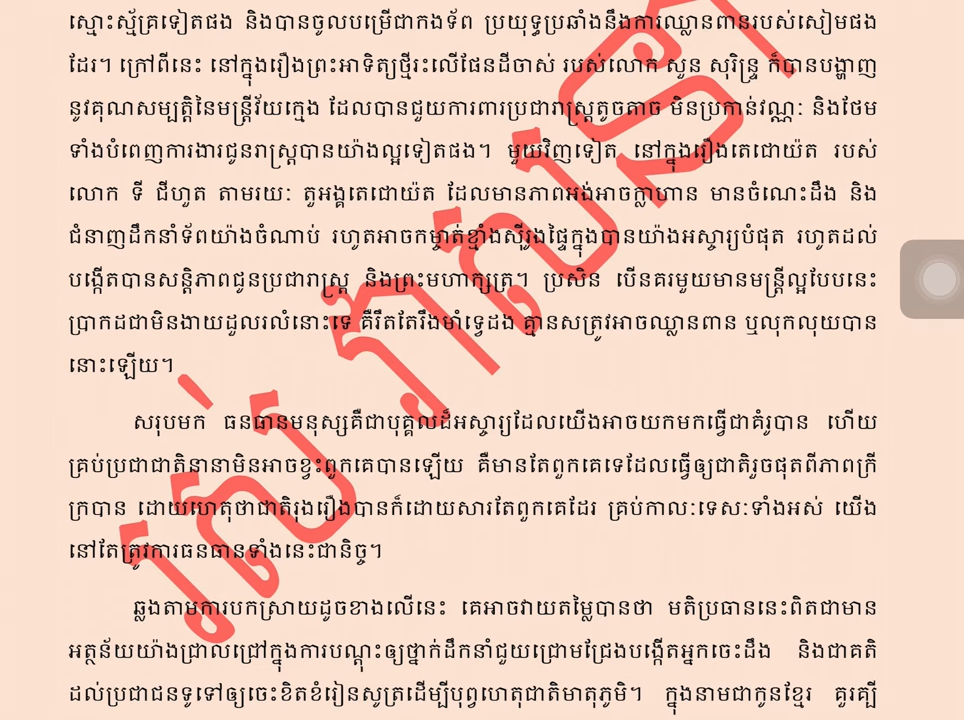 ស្មោះស្ម័គ្រទៀតផង និងបានចូលបម្រើជាកងទ័ព ប្រយុទ្ធប្រឆាំងនឹងការឈ្លានពានរបស់សៀមផង
ដែរ។ ក្រៅពីនេះ នៅក្នុងរឿងព្រះអាទិត្យថ្មីរះលើផែនដីចាស់ របស់លោក សួន សុរិន្ទ្រ ក៏បានបង្ហាញ
នូវគុណសម្បត្តិនៃមន្ត្រីវ័យក្មេង ដែលបានជួយការពារប្រជារាស្ត្រតូចតាច មិនប្រកាន់វណ្ណៈ និងថែម
ទាំងបំពេញការងារជូនរាស្ត្របានយ៉ាងល្អទៀតផង។ មួយវិញទៀត នៅក្នុងរឿងតេជោយ៉ត របស់
លោក ទី ជីហួត តាមរយៈ តួអង្គតេជោយ៉ត ដែលមានភាពអង់អាចក្លាហាន មានចំណេះដឹង និង
ជំនាញដឹកនាំទ័ពយ៉ាងចំណាប់ រហូតអាចកម្ចាត់ខ្មាំងស៊ីរូងផ្ទៃក្នុងបានយ៉ាងអស្ចារ្យបំផុត រហូតដល់
បង្កើតបានសន្តិភាពជូនប្រជារាស្ត្រ និងព្រះមហាក្សត្រ។ ប្រសិន បើនគរមួយមានមន្ត្រីល្អបែបនេះ
ប្រាកដជាមិនងាយដួលរលំនោះទេ គឺរឹតតែរឹងមាំទ្វេដង គ្មានសត្រូវអាចឈ្លានពាន ឬលុកលុយបាន
នោះឡើយ។
សរុបមក ធនធានមនុស្សគឺជាបុគ្គលដ៏អស្ចារ្យដែលយើងអាចយកមកធ្វើជាគំរូបាន ហើយ
គ្រប់ប្រជាជាតិនានាមិនអាចខ្វះពួកគេបានឡើយ គឺមានតែពួកគេទេដែលធ្វើឲ្យជាតិរួចផុតពីភាពក្រី
ក្របាន ដោយហេតុថាជាតិរុងរឿងបានក៏ដោយសារតែពួកគេដែរ គ្រប់កាលៈទេសៈទាំងអស់ យើង
នៅតែត្រូវការធនធានទាំងនេះជានិច្ច។
ឆ្លងតាមការបកស្រាយដូចខាងលើនេះ គេអាចវាយតម្លៃបានថា មតិប្រធាននេះពិតជាមាន
អត្ថន័យយ៉ាងជ្រាលជ្រៅក្នុងការបណ្តុះឲ្យថ្នាក់ដឹកនាំជួយជ្រោមជ្រែងបង្កើតអ្នកចេះដឹង និងជាគតិ
ដល់ប្រជាជនទូទៅឲ្យចេះខិតខំរៀនសូត្រដើម្បីបុព្វហេតុជាតិមាតុភូមិ។ ក្នុងនាមជាកូនខ្មែរ គួរគប្បី